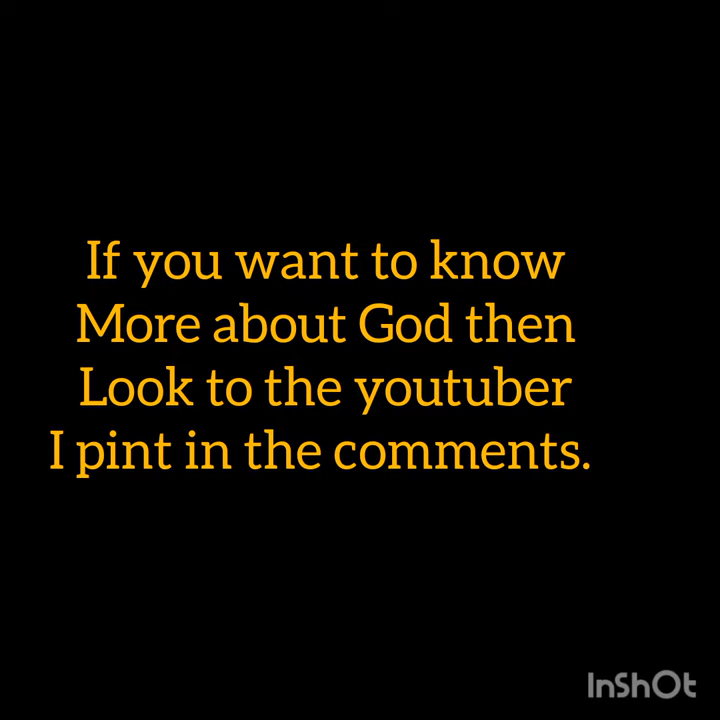 If you want to know
More about God then
Look to the youtuber
I pint in the comments.
InShOt